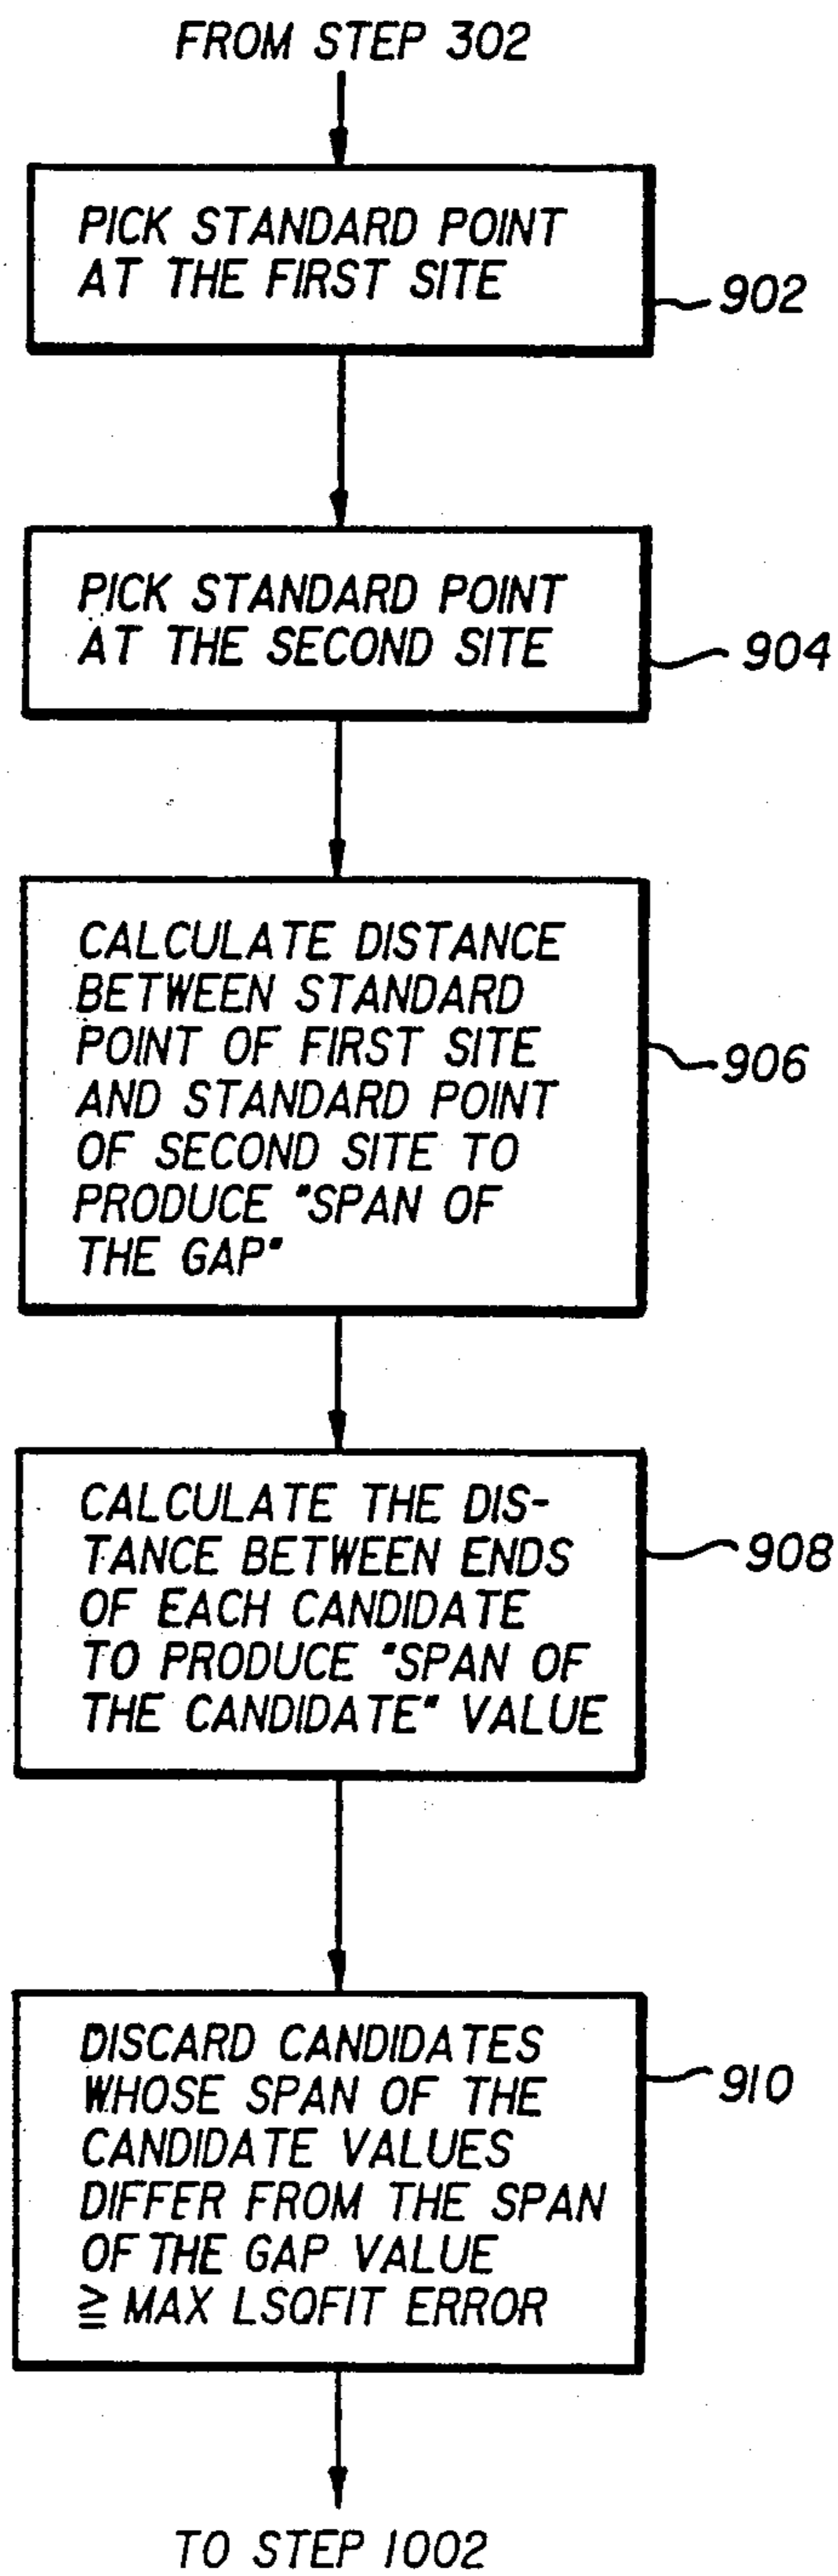 FROM STEP 302
PICK STANDARD POINT
AT THE FIRST SITE
902
PICK STANDARD POINT
AT THE SECOND SITE
904
CALCULATE DISTANCE
BETWEEN STANDARD
POINT OF FIRST SITE
AND STANDARD POINT
OF SECOND SITE TO
PRODUCE "SPAN OF
THE GAP"
906
CALCULATE THE DIS-
TANCE BETWEEN ENDS
OF EACH CANDIDATE
TO PRODUCE "SPAN OF
THE CANDIDATE" VALUE
908
DISCARD CANDIDATES
WHOSE SPAN OF THE
CANDIDATE VALUES
DIFFER FROM THE SPAN
OF THE GAP VALUE
≧ MAX LSQFIT ERROR
910
TO STEP 1002